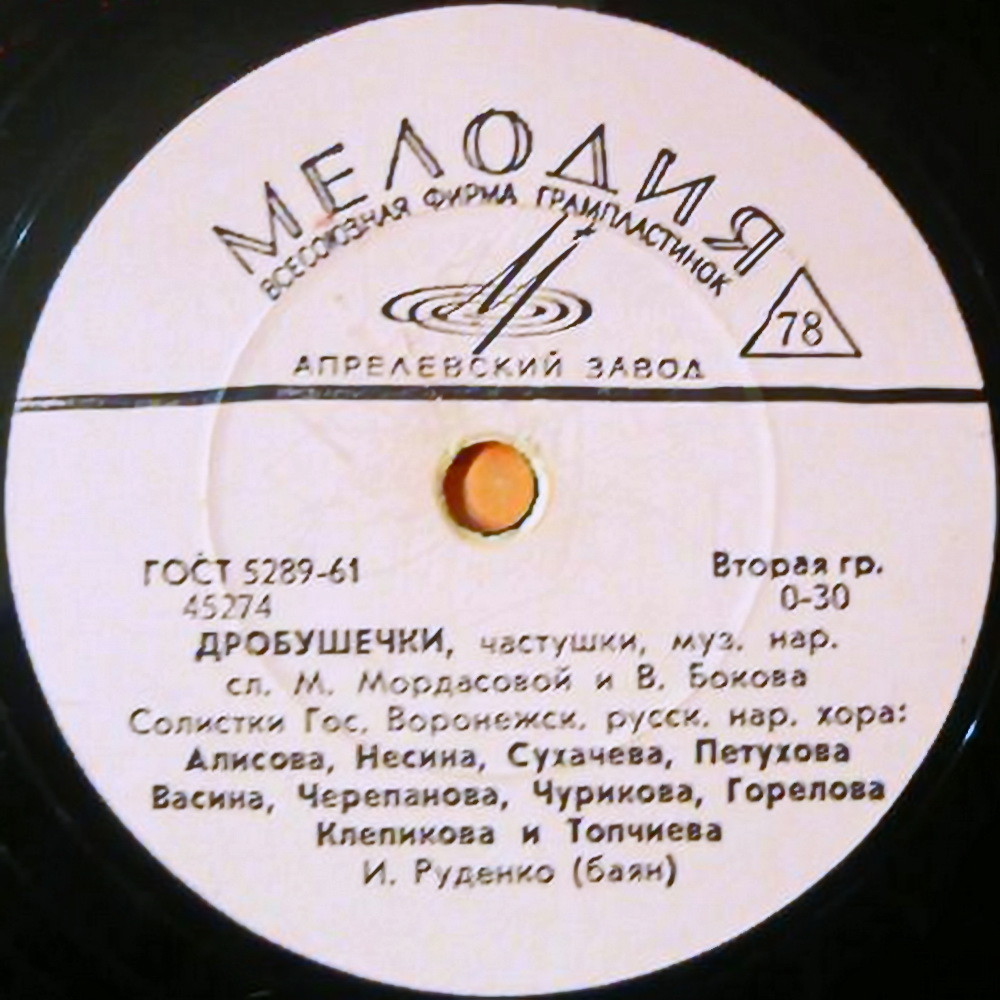 МЕЛОДИЯ
ВСЕСОЮЗНАЯ ФИРМА ГРАМПЛАСТИНОК
78
АПРЕЛЕВСКИЙ ЗАВОД
ГОСТ 5289-61 Вторая гр.
45274 0-30
ДРОБУШЕЧКИ, частушки, муз. нар.
сл. М. Мордасовой и В. Бокова
Солистки Гос. Воронежск. русск. нар. хора:
Алисова, Несина, Сухачева, Петухова
Васина, Черепанова, Чурикова, Горелова
Клепикова и Топчиева
И. Руденко (баян)